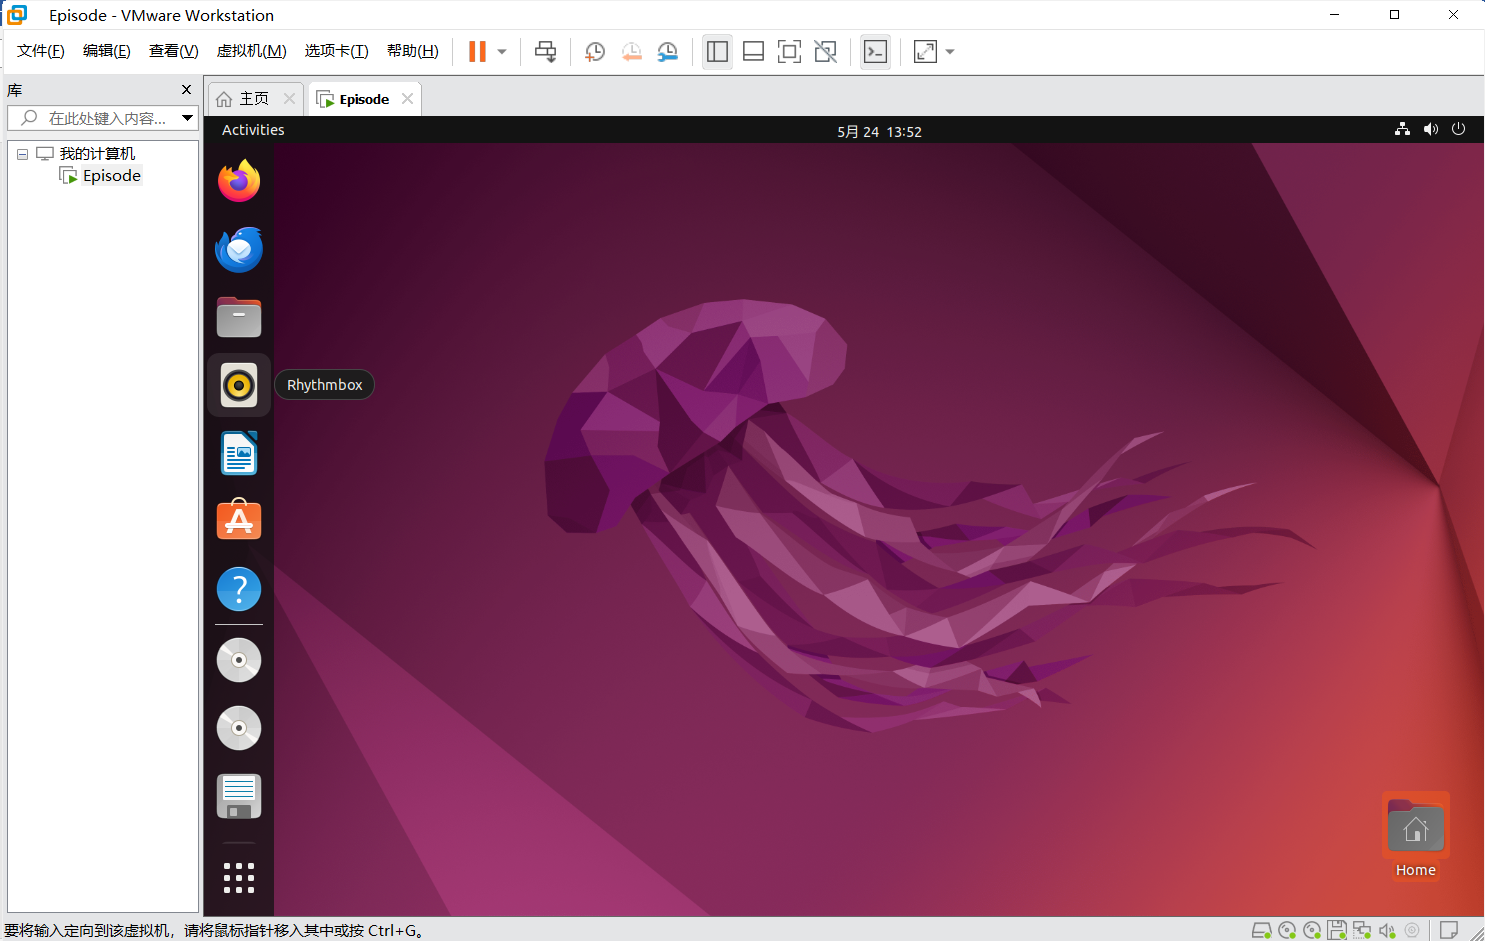 Episode - VMware Workstation
文件(F) 编辑(E) 查看(V) 虚拟机(M) 选项卡(T) 帮助(H)
库
在此处键入内容...
我的计算机
Episode
主页
Episode
Activities
5月 24 13:52
Rhythmbox
Home
要将输入定向到该虚拟机，请将鼠标指针移入其中或按 Ctrl+G。